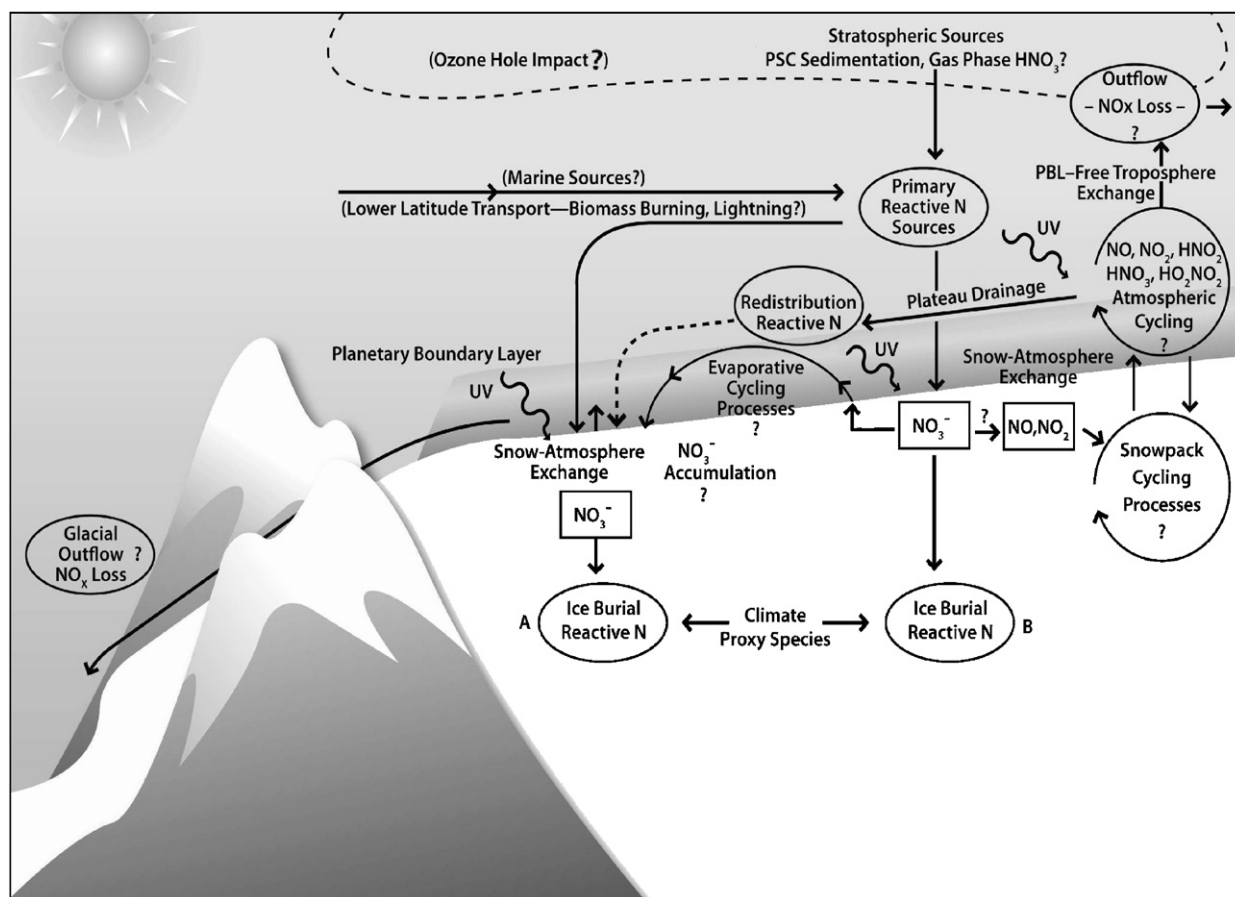 Stratospheric Sources
(Ozone Hole Impact ?)
PSC Sedimentation, Gas Phase HNO₃?
Outflow
– NOx Loss –
?
PBL–Free Troposphere
Exchange
(Marine Sources?)
(Lower Latitude Transport—Biomass Burning, Lightning?)
Primary
Reactive N
Sources
UV
NO, NO₂, HNO₂
HNO₃, HO₂NO₂
Atmospheric
Cycling
?
Plateau Drainage
Redistribution
Reactive N
Planetary Boundary Layer
UV
UV
Evaporative
Cycling
Processes
?
Snow-Atmosphere
Exchange
NO₃⁻
?
NO,NO₂
Snowpack
Cycling
Processes
?
Snow-Atmosphere
Exchange
NO₃⁻
Accumulation
?
NO₃⁻
Glacial
Outflow ?
NOₓ Loss
A
Ice Burial
Reactive N
Climate
Proxy Species
Ice Burial
Reactive N
B